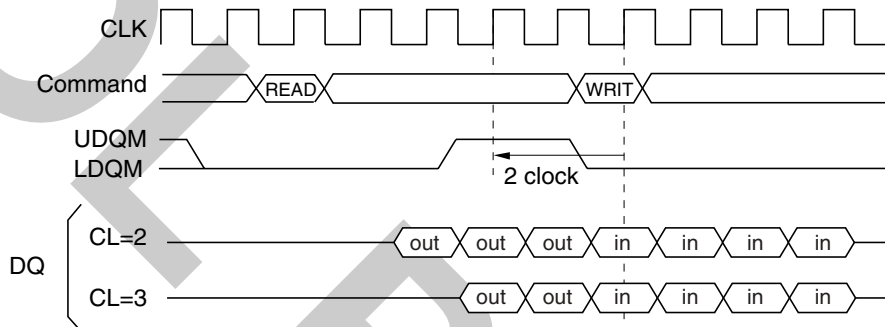 CLK
Command READ WRIT
UDQM
LDQM
2 clock
CL=2 out out out in in in in
DQ
CL=3 out out in in in in